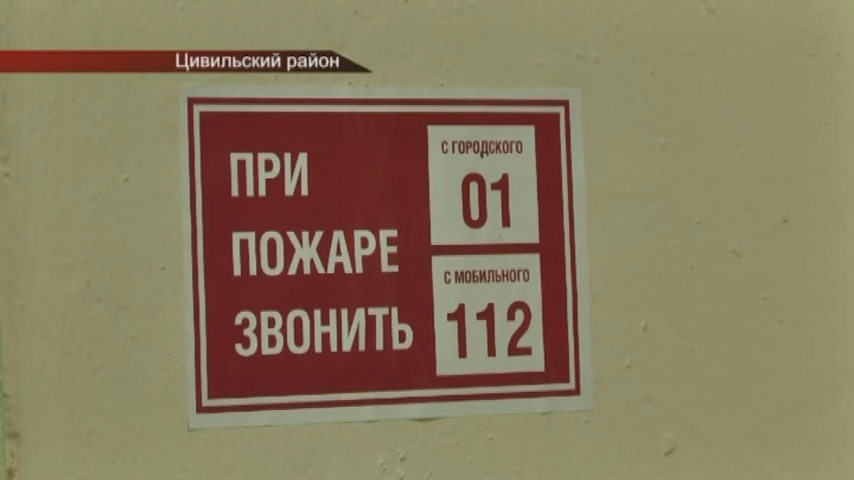 Цивильский район
ПРИ
ПОЖАРЕ
ЗВОНИТЬ
С ГОРОДСКОГО
01
С МОБИЛЬНОГО
112